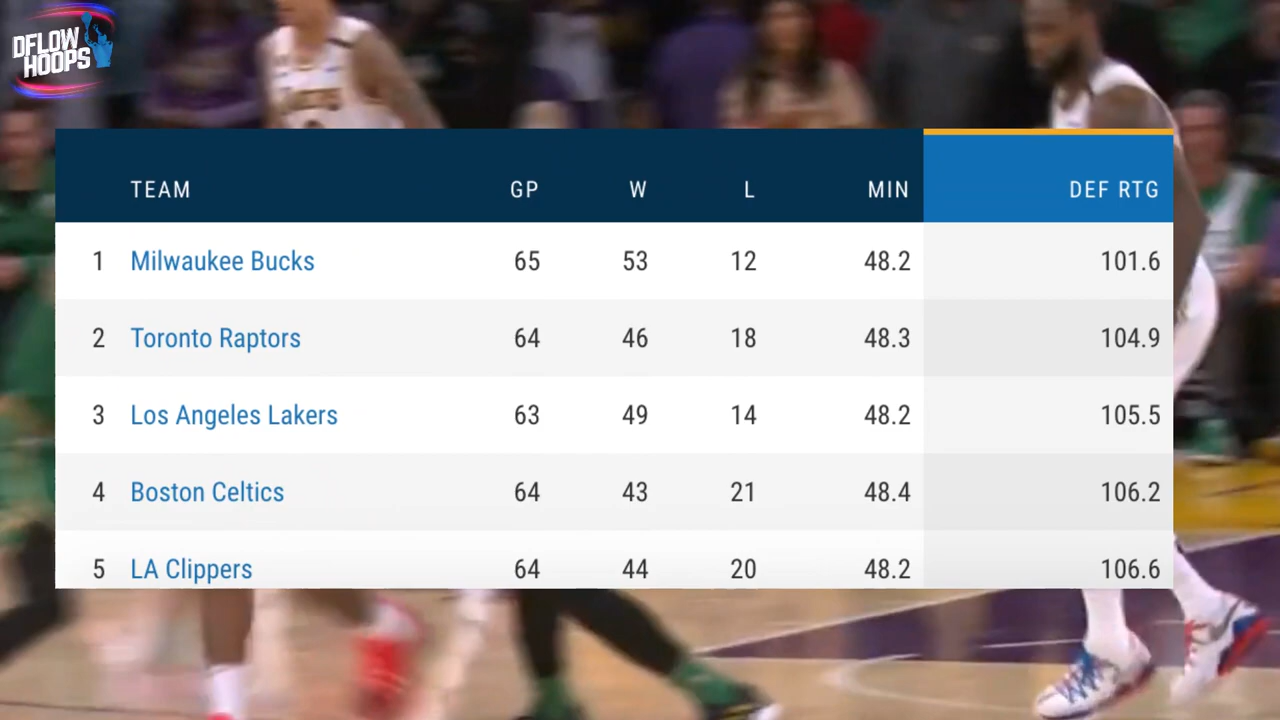 DFLOW
HOOPS
TEAM GP W L MIN DEF RTG
1 Milwaukee Bucks 65 53 12 48.2 101.6
2 Toronto Raptors 64 46 18 48.3 104.9
3 Los Angeles Lakers 63 49 14 48.2 105.5
4 Boston Celtics 64 43 21 48.4 106.2
5 LA Clippers 64 44 20 48.2 106.6